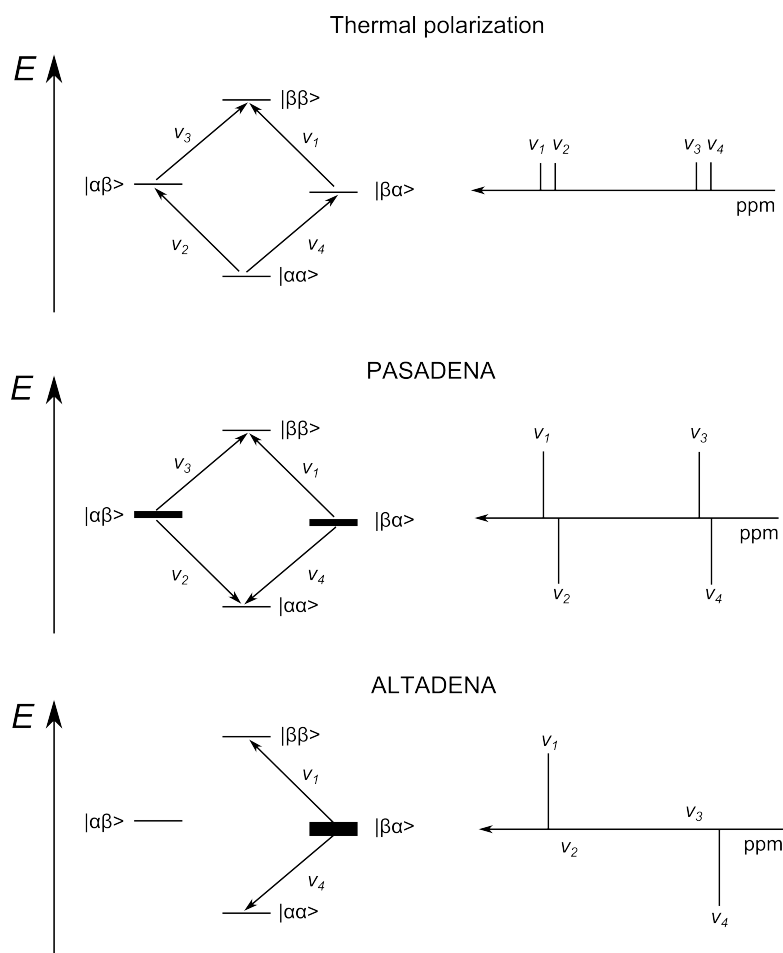 Thermal polarization
E
|ββ>
v3
v1
v1 v2
v3 v4
|αβ>
|βα>
ppm
v2
v4
|αα>
PASADENA
E
|ββ>
v1
v3
v3
v1
|αβ>
|βα>
ppm
v2
v4
v2
v4
|αα>
ALTADENA
E
|ββ>
v1
v1
|αβ>
|βα>
v3
v2
ppm
v4
|αα>
v4